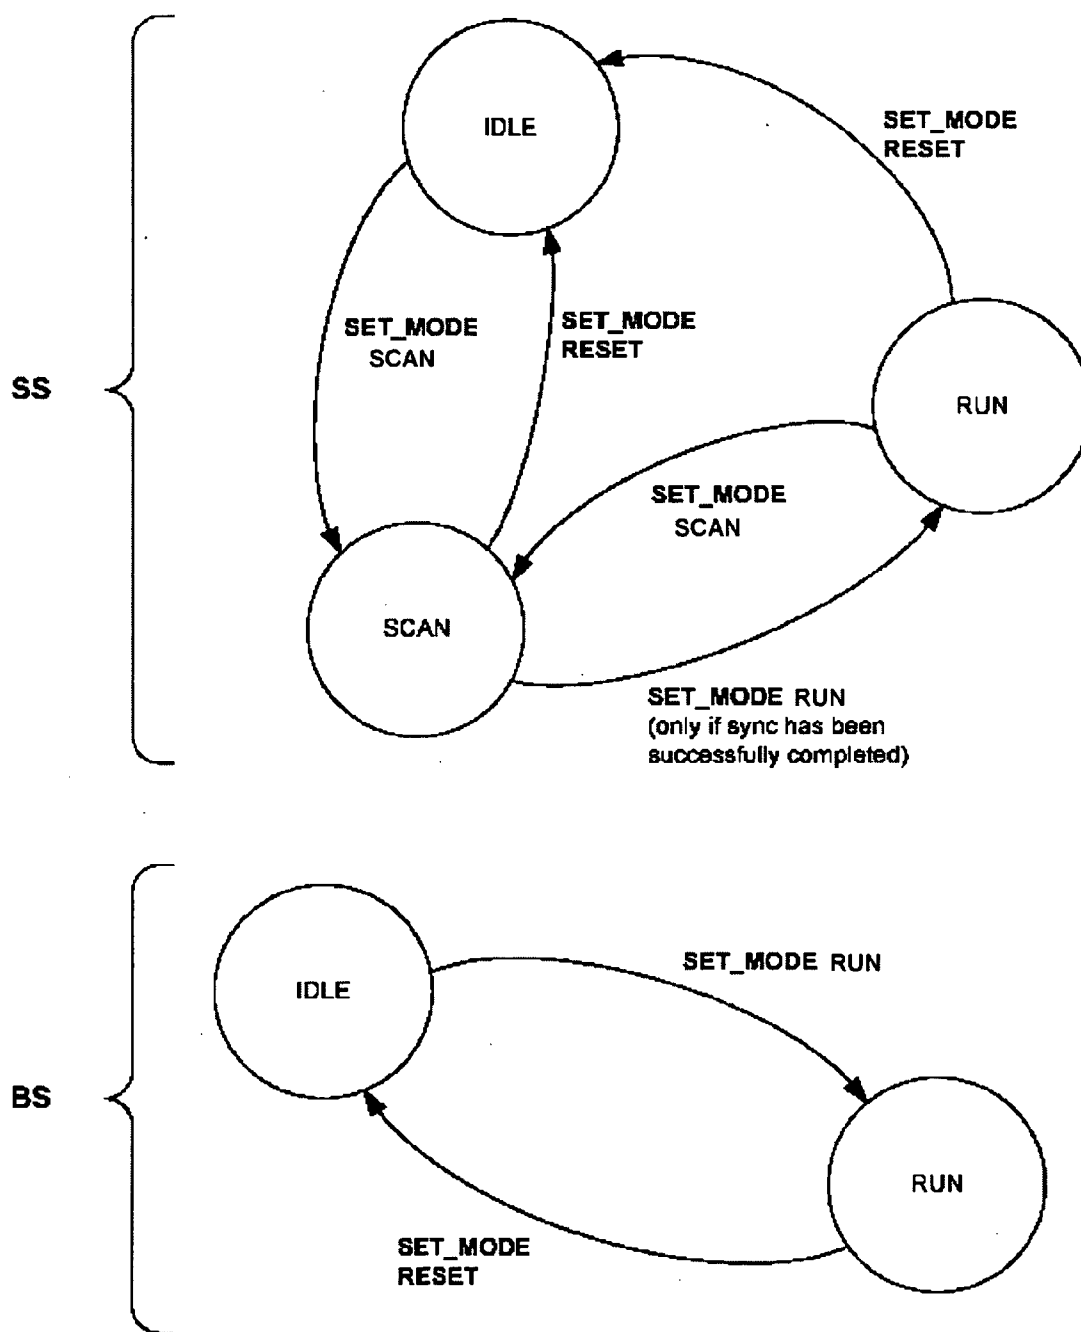 IDLE
SET_MODE
RESET
SET_MODE
SCAN
SET_MODE
RESET
SS
RUN
SET_MODE
SCAN
SCAN
SET_MODE RUN
(only if sync has been
successfully completed)
IDLE
SET_MODE RUN
BS
RUN
SET_MODE
RESET